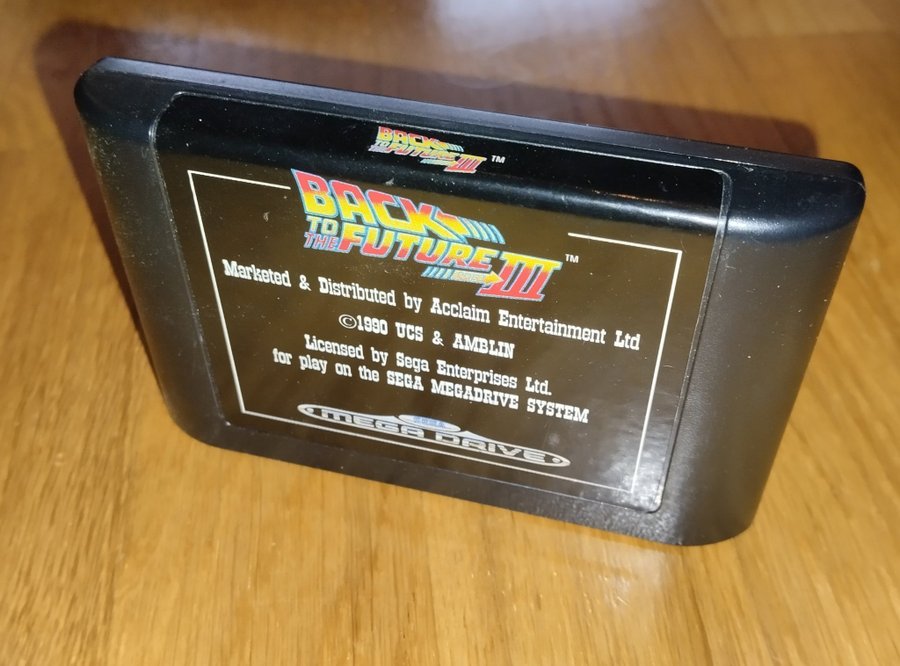 BACK TO THE FUTURE III ™
BACK
TO
THE FUTURE III ™
Marketed & Distributed by Acclaim Entertainment Ltd
©1990 UCS & AMBLIN
Licensed by Sega Enterprises Ltd.
for play on the SEGA MEGADRIVE SYSTEM
SEGA
MEGA DRIVE